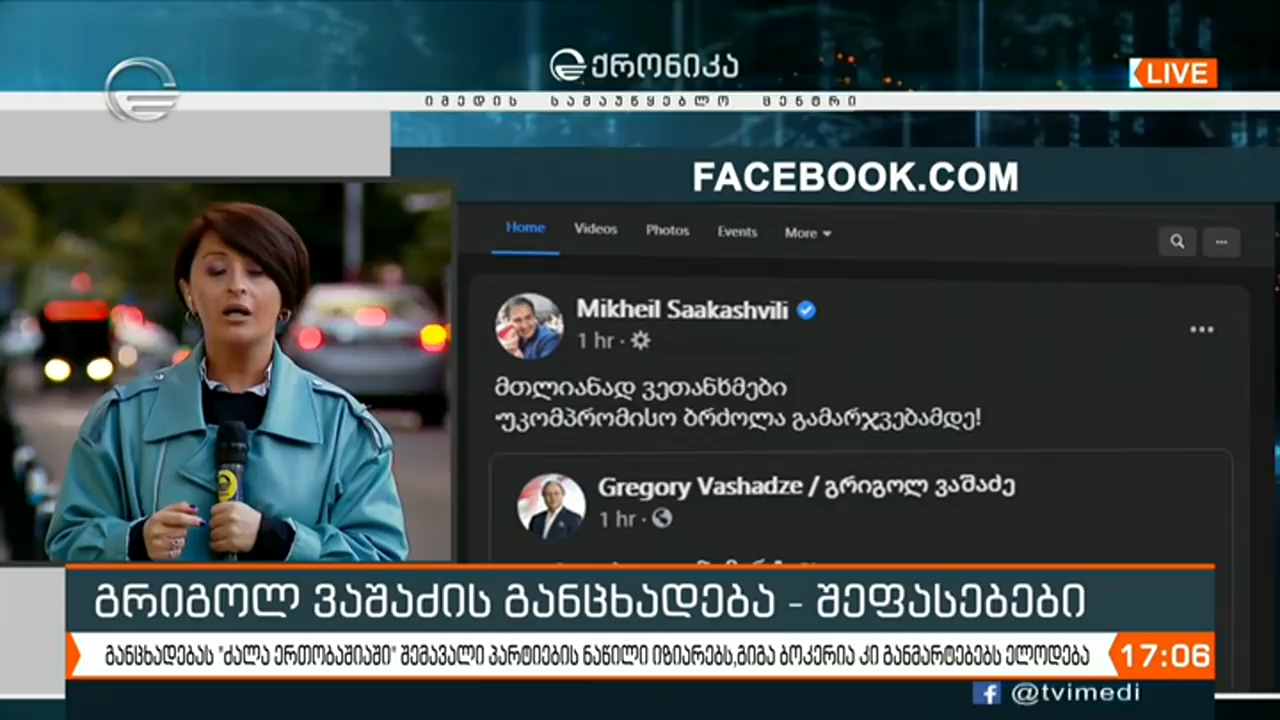 ქრონიკა
LIVE
იმედის სამაუწყებლო ცენტრი
FACEBOOK.COM
Home Videos Photos Events More
Mikheil Saakashvili
1 hr
მთლიანად ვეთანხმები
უკომპრომისო ბრძოლა გამარჯვებამდე!
Gregory Vashadze / გრიგოლ ვაშაძე
1 hr
გრიგოლ ვაშაძის განცხადება - შეფასებები
განცხადებას "ძალა ერთობაშიაში" შემავალი პარტიების ნაწილი იზიარებს,გიგა ბოკერია კი განმარტებებს ელოდება
17:06
@tvimedi